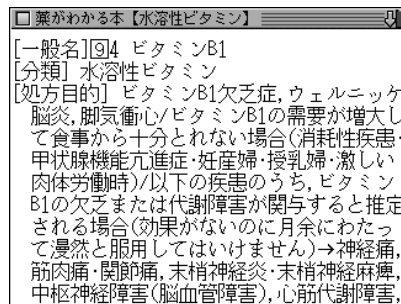 薬がわかる本【水溶性ビタミン】
[一般名]94 ビタミンB1
[分類] 水溶性ビタミン
[処方目的] ビタミンB1欠乏症,ウェルニッケ
脳炎,脚気衝心/ビタミンB1の需要が増大し
て食事から十分とれない場合(消耗性疾患・
甲状腺機能亢進症・妊産婦・授乳婦・激しい
肉体労働時)/以下の疾患のうち,ビタミン
B1の欠乏または代謝障害が関与すると推定
される場合(効果がないのに月余にわたっ
て漫然と服用してはいけません)→神経痛,
筋肉痛・関節痛,末梢神経炎・末梢神経麻痺,
中枢神経障害(脳血管障害),心筋代謝障害,